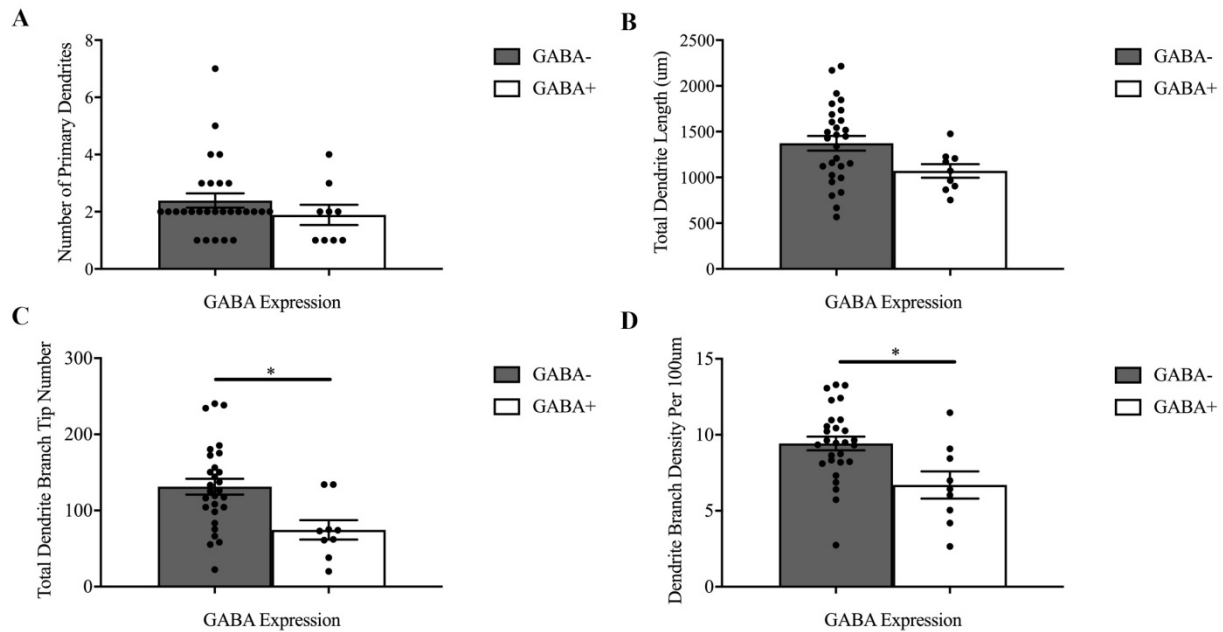 A
Number of Primary Dendrites
8
6
4
2
0
GABA Expression
GABA-
GABA+
B
Total Dendrite Length (um)
2500
2000
1500
1000
500
0
GABA Expression
GABA-
GABA+
C
Total Dendrite Branch Tip Number
300
200
100
0
*
GABA Expression
GABA-
GABA+
D
Dendrite Branch Density Per 100um
15
10
5
0
*
GABA Expression
GABA-
GABA+